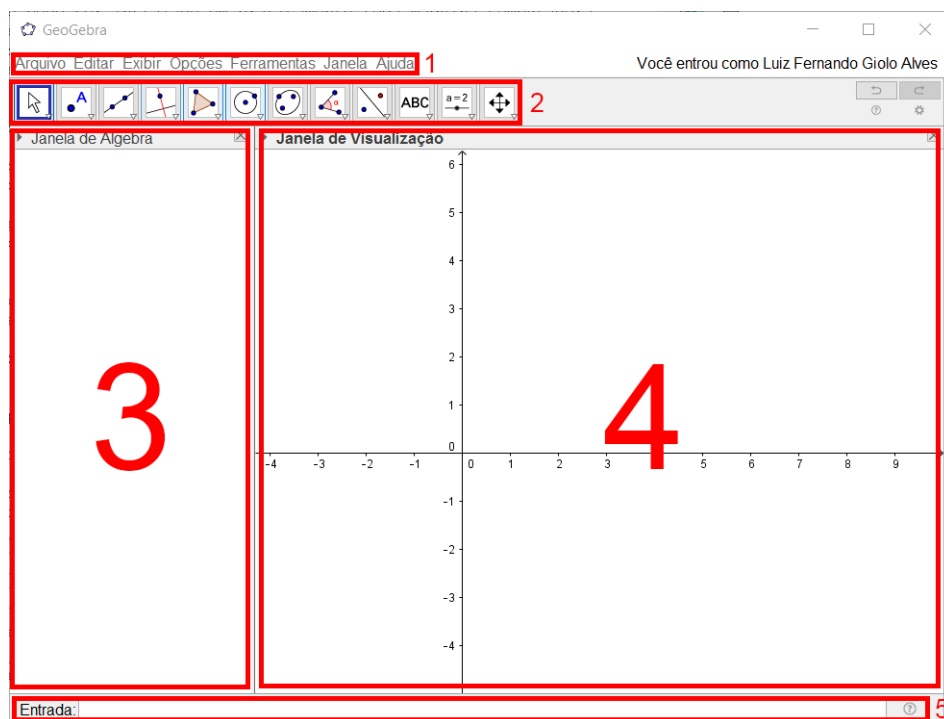 GeoGebra
Arquivo Editar Exibir Opções Ferramentas Janela Ajuda 1
Você entrou como Luiz Fernando Giolo Alves
A α ABC a=2 2
Janela de Álgebra
Janela de Visualização
6
5
4
3
2
1
0
-4 -3 -2 -1 0 1 2 3 5 6 7 8 9
-1
-2
-3
-4
3
4
Entrada:
5